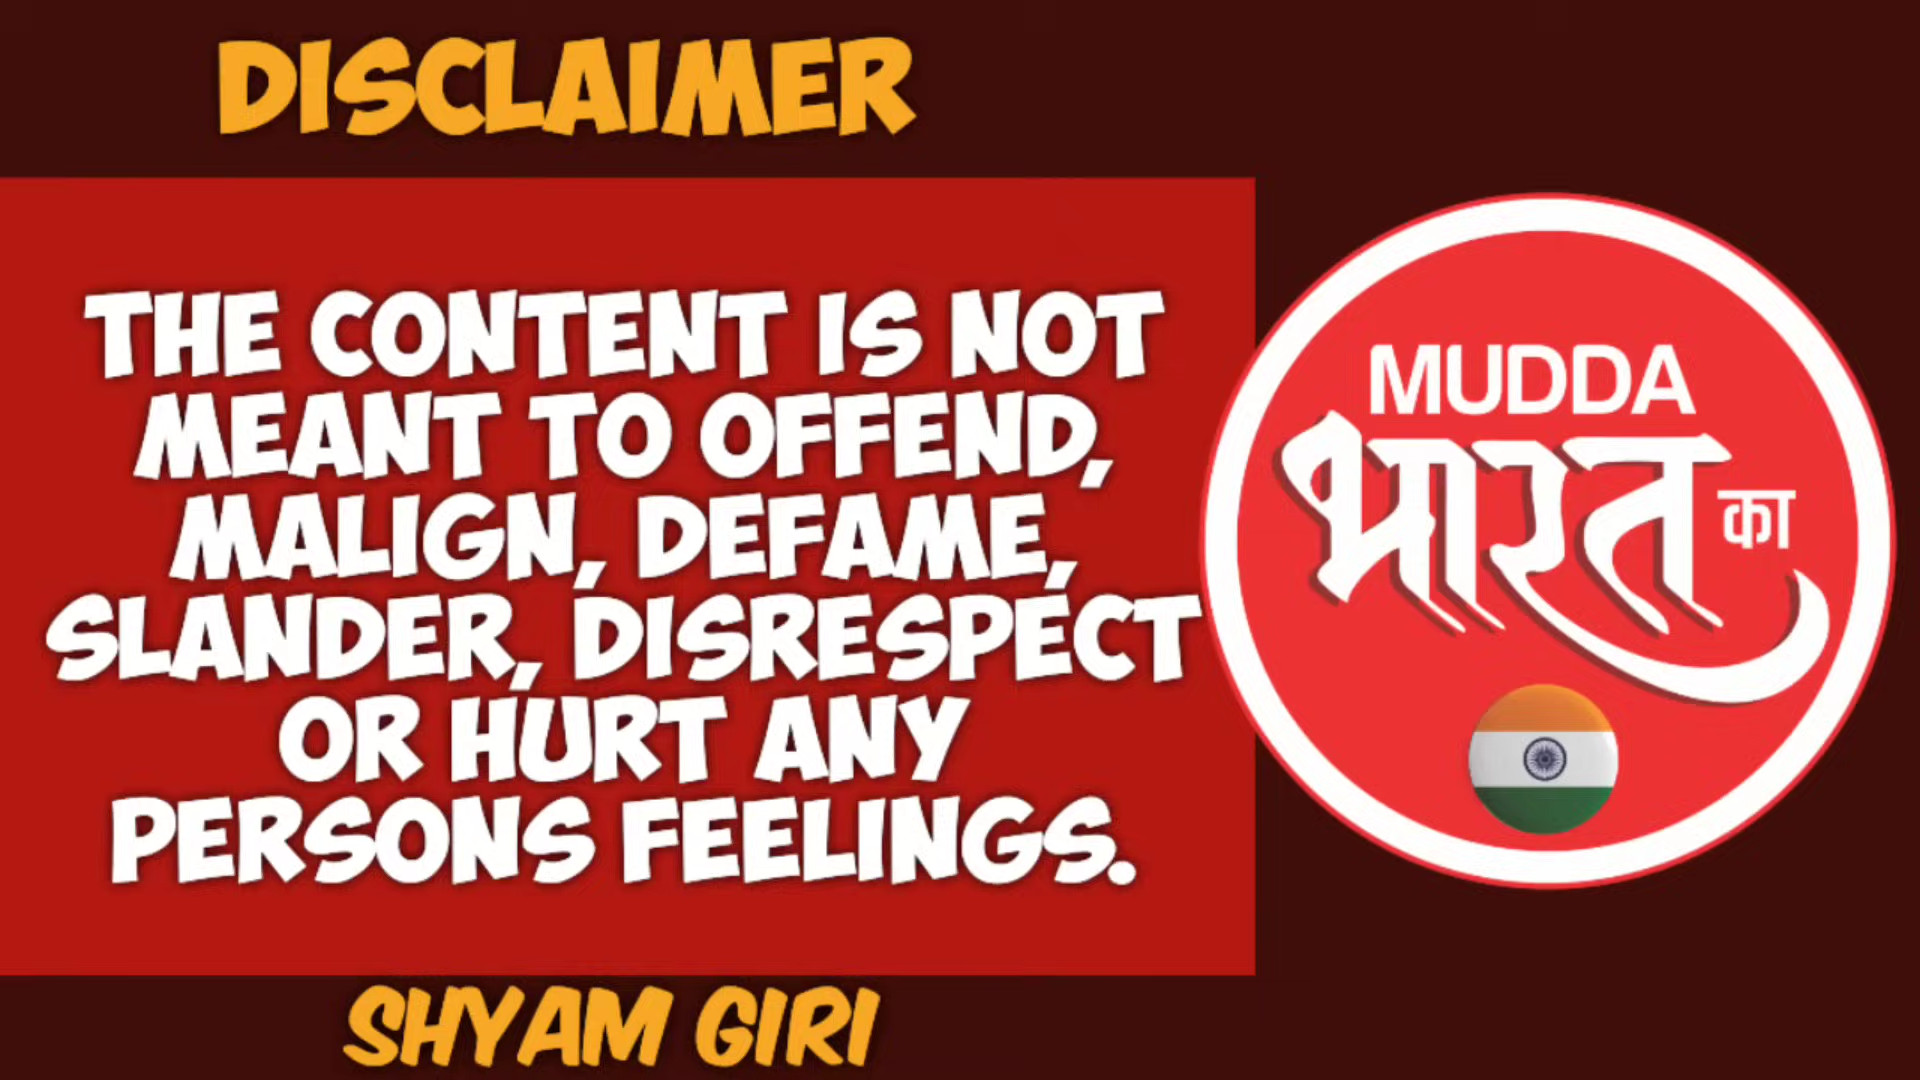 DISCLAIMER
THE CONTENT IS NOT
MEANT TO OFFEND,
MALIGN, DEFAME,
SLANDER, DISRESPECT
OR HURT ANY
PERSONS FEELINGS.
SHYAM GIRI
MUDDA
भारत का